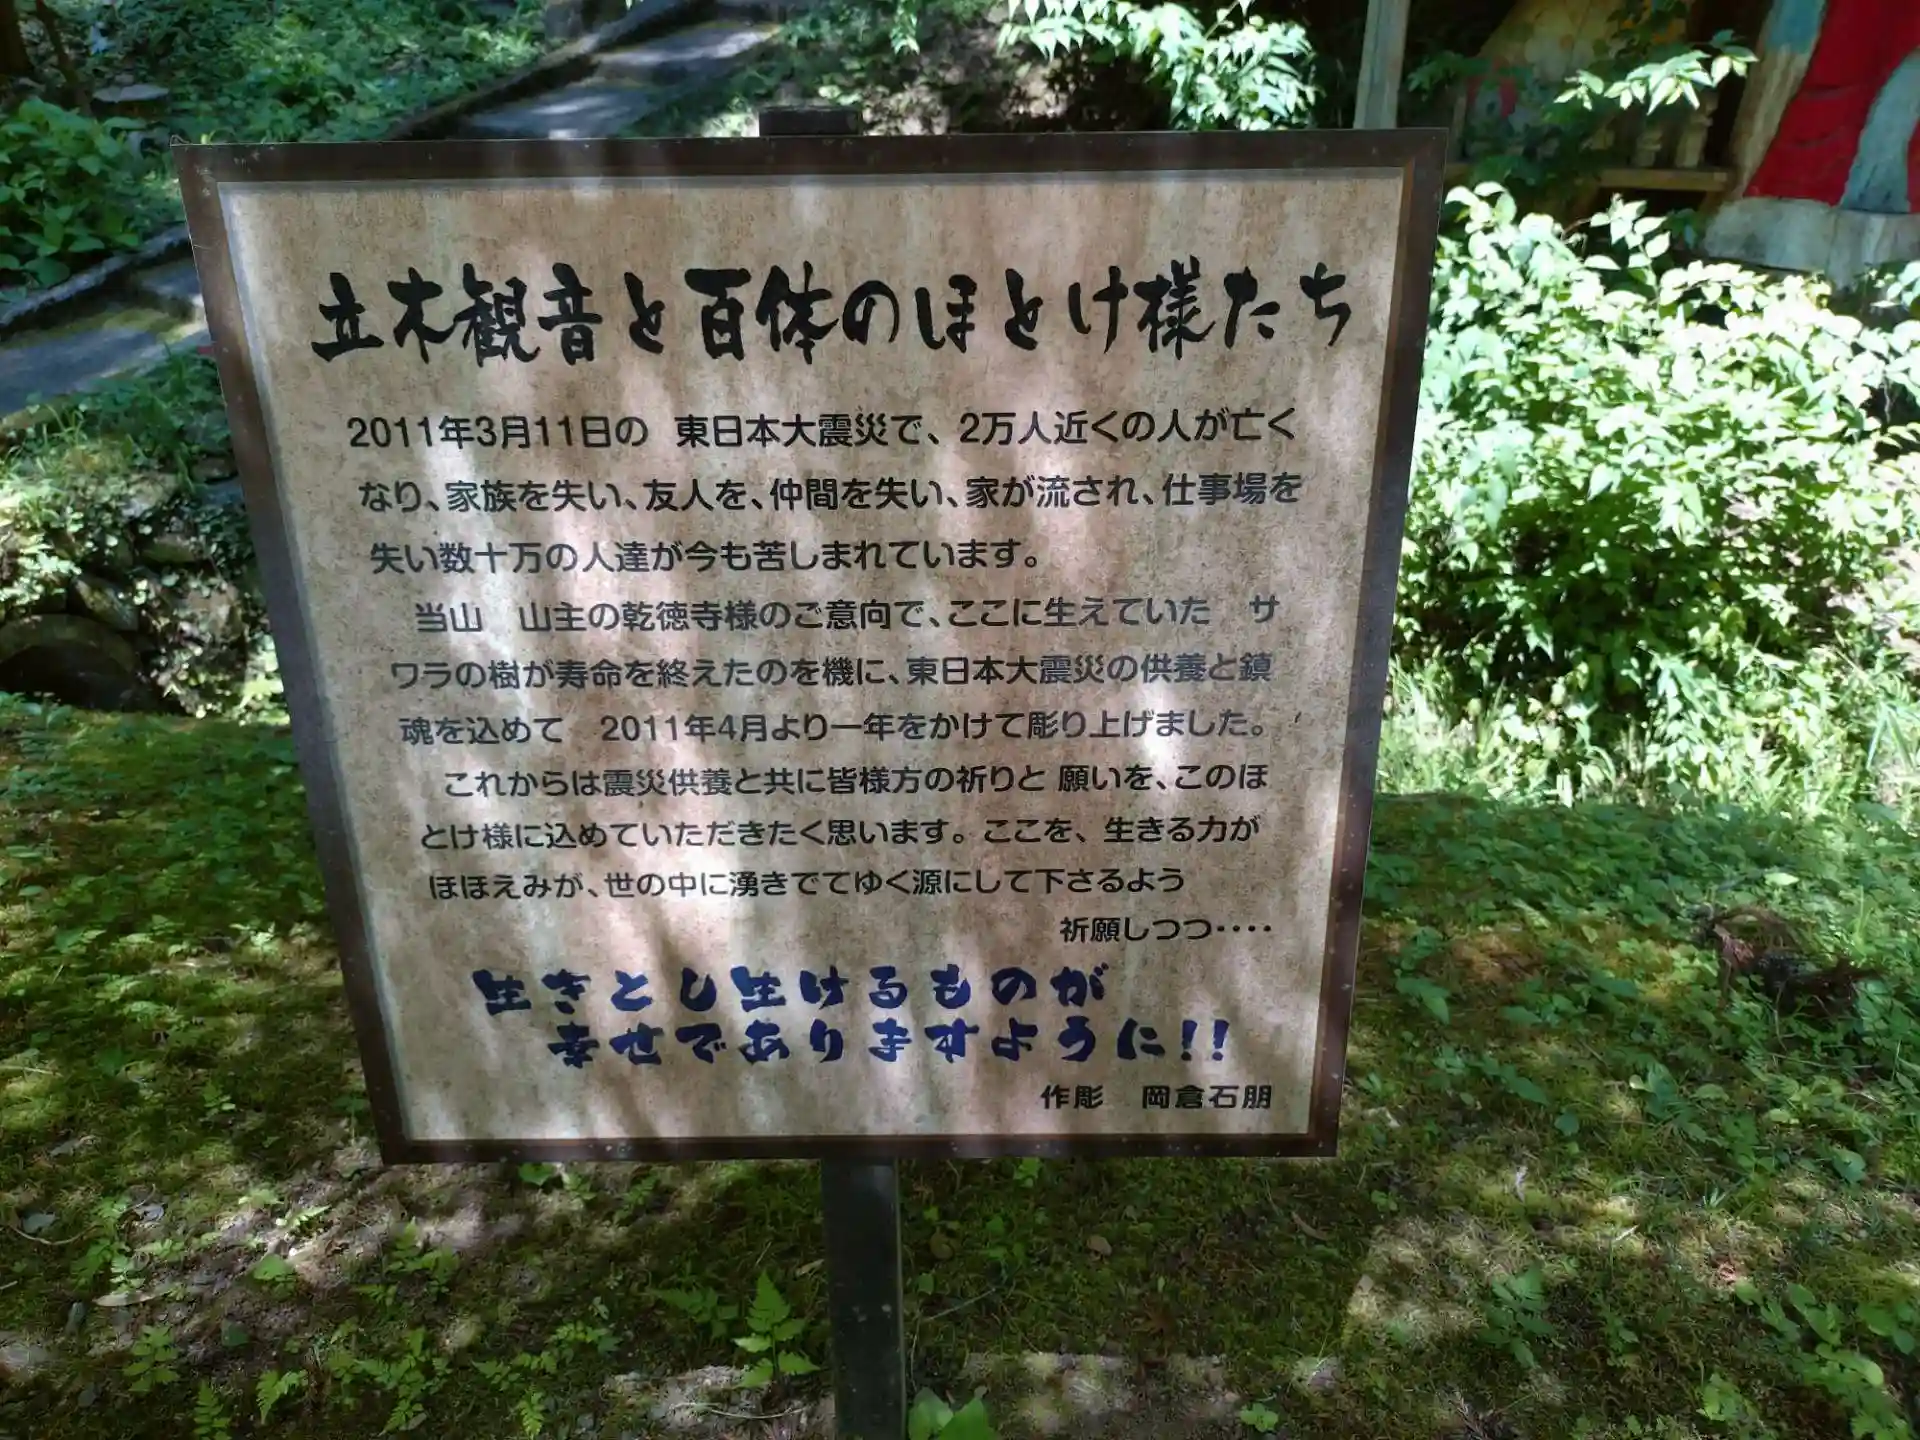 立木観音と百体のほとけ様たち
2011年3月11日の 東日本大震災で、2万人近くの人が亡く
なり、家族を失い、友人を、仲間を失い、家が流され、仕事場を
失い数十万の人達が今も苦しまれています。
当山 山主の乾徳寺様のご意向で、ここに生えていた サ
ワラの樹が寿命を終えたのを機に、東日本大震災の供養と鎮
魂を込めて 2011年4月より一年をかけて彫り上げました。
これからは震災供養と共に皆様方の祈りと 願いを、このほ
とけ様に込めていただきたく思います。ここを、生きる力が
ほほえみが、世の中に湧きでてゆく源にして下さるよう
祈願しつつ‥‥
生きとし生けるものが
幸せでありますように!!
作彫 岡倉石朋